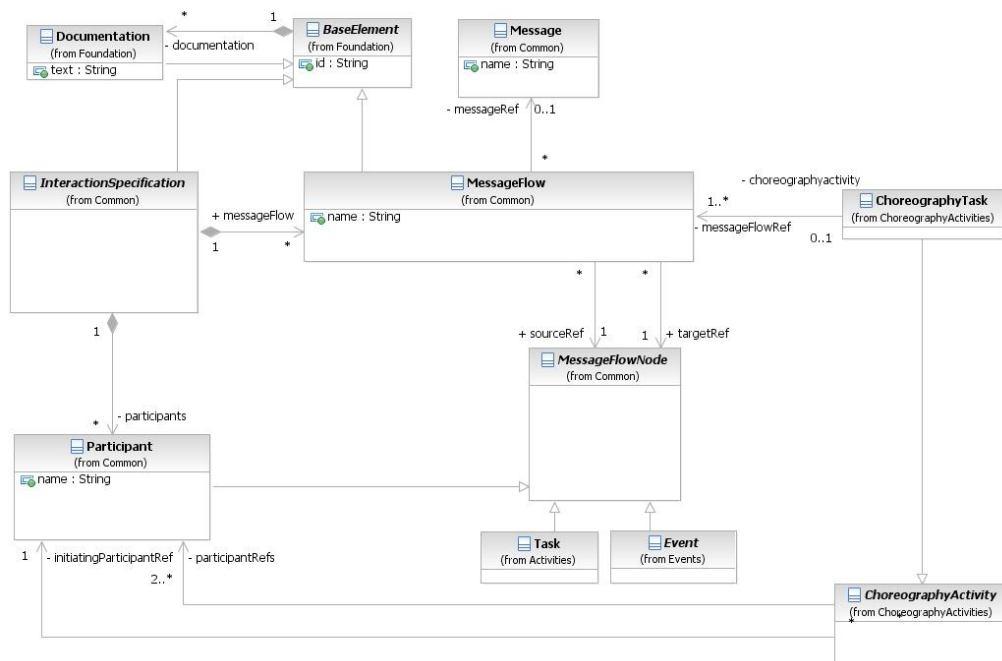 Documentation
(from Foundation)
text : String
*
1
- documentation
BaseElement
(from Foundation)
id : String
Message
(from Common)
name : String
- messageRef
0..1
*
InteractionSpecification
(from Common)
+ messageFlow
1
*
MessageFlow
(from Common)
name : String
- choreographyactivity
1..*
- messageFlowRef
0..1
ChoreographyTask
(from ChoreographyActivities)
*
*
+ sourceRef
1
1
+ targetRef
MessageFlowNode
(from Common)
1
- participants
*
Participant
(from Common)
name : String
Task
(from Activities)
Event
(from Events)
1
- initiatingParticipantRef
- participantRefs
2..*
ChoreographyActivity
(from ChoreographyActivities)
*
*